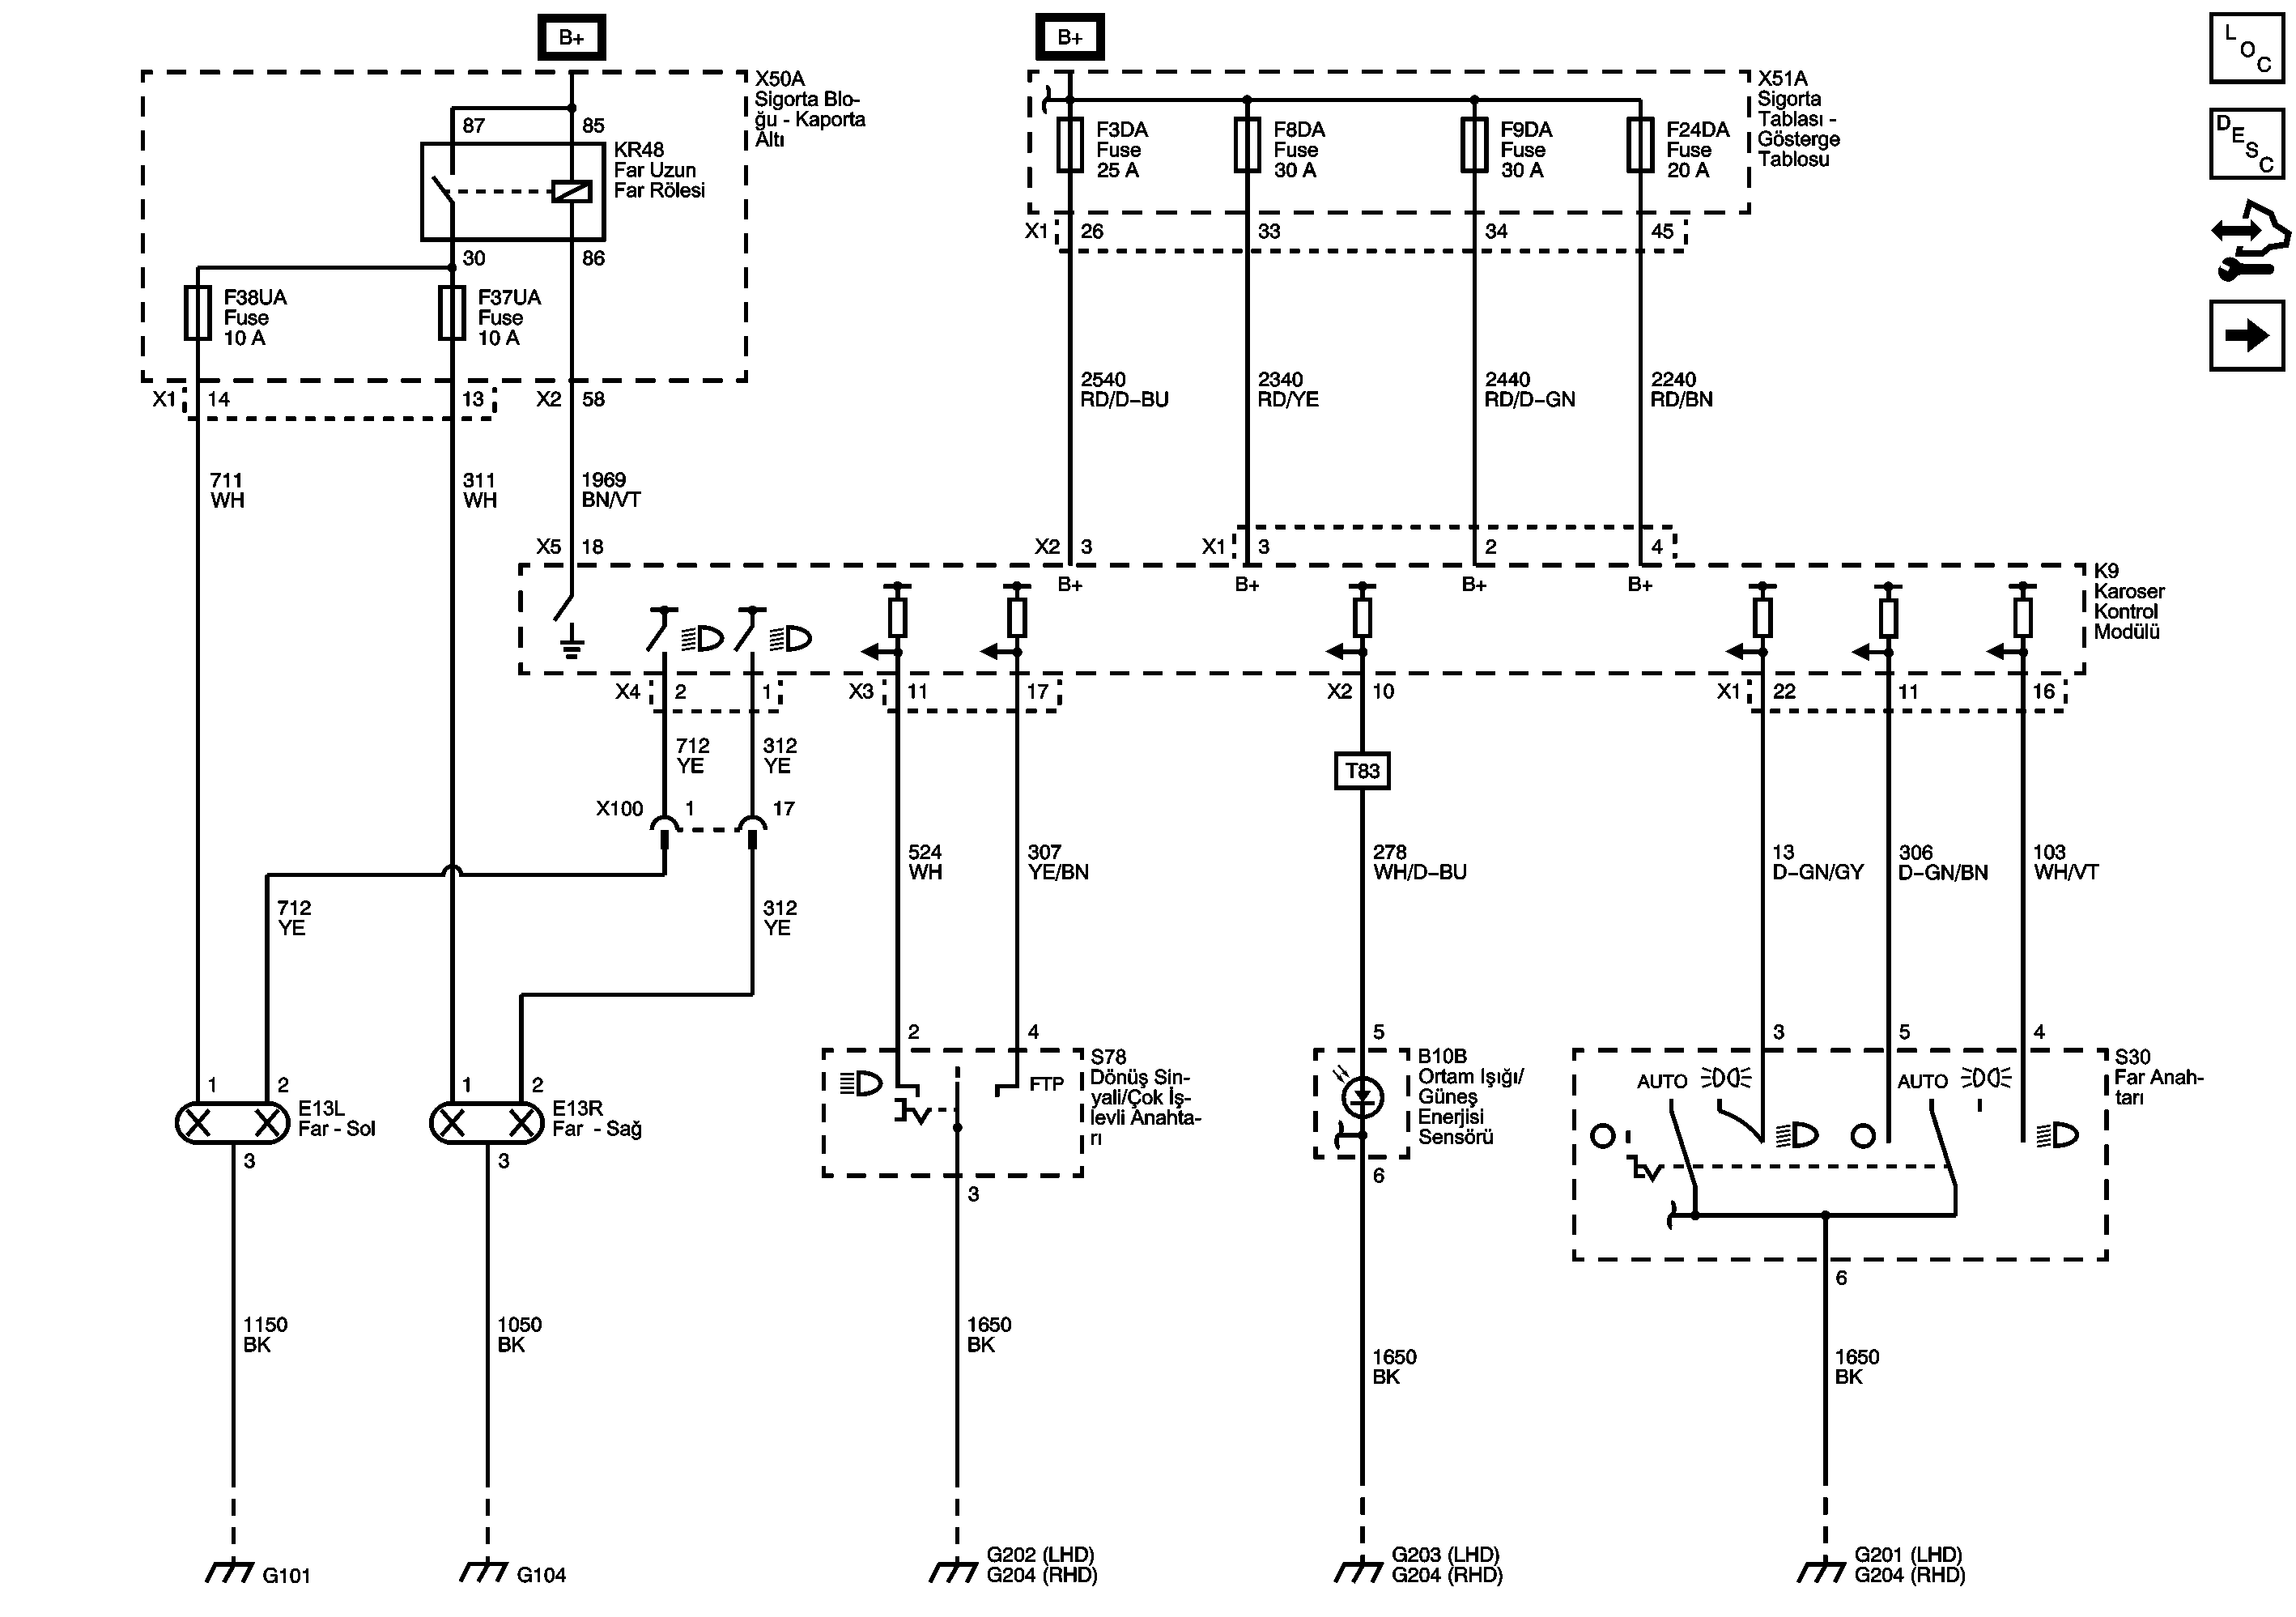 B+
B+
L
O
C
D
E
S
C
X50A
Sigorta Blo-
ğu - Kaporta
Altı
87
85
KR48
Far Uzun
Far Rölesi
30
86
F38UA
Fuse
10 A
F37UA
Fuse
10 A
X1
14
13
X2
58
X51A
Sigorta
Tablası -
Gösterge
Tablosu
F3DA
Fuse
25 A
F8DA
Fuse
30 A
F9DA
Fuse
30 A
F24DA
Fuse
20 A
X1
26
33
34
45
2540
RD/D-BU
2340
RD/YE
2440
RD/D-GN
2240
RD/BN
711
WH
311
WH
1969
BN/VT
X5
18
X2
3
X1
3
2
4
B+
B+
B+
B+
K9
Karoser
Kontrol
Modülü
X4
2
1
X3
11
17
X2
10
X1
22
11
16
712
YE
312
YE
X100
1
17
T83
524
WH
307
YE/BN
278
WH/D-BU
13
D-GN/GY
306
D-GN/BN
103
WH/VT
712
YE
312
YE
1
2
E13L
Far - Sol
3
1
2
E13R
Far - Sağ
3
2
4
FTP
S78
Dönüş Sin-
yali/Çok İş-
levli Anahta-
rı
3
5
B10B
Ortam Işığı/
Güneş
Enerjisi
Sensörü
6
3
5
4
AUTO
AUTO
S30
Far Anah-
tarı
6
1150
BK
1050
BK
1650
BK
1650
BK
1650
BK
G101
G104
G202 (LHD)
G204 (RHD)
G203 (LHD)
G204 (RHD)
G201 (LHD)
G204 (RHD)